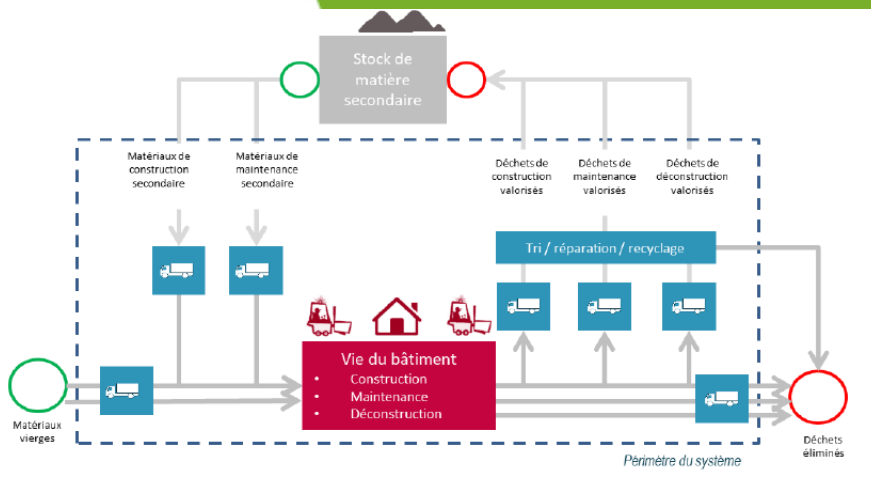 Stock de
matière
secondaire
Matériaux de
construction
secondaire
Matériaux de
maintenance
secondaire
Déchets de
construction
valorisés
Déchets de
maintenance
valorisés
Déchets de
déconstruction
valorisés
Tri / réparation / recyclage
Vie du bâtiment
• Construction
• Maintenance
• Déconstruction
Matériaux
vierges
Déchets
éliminés
Périmètre du système